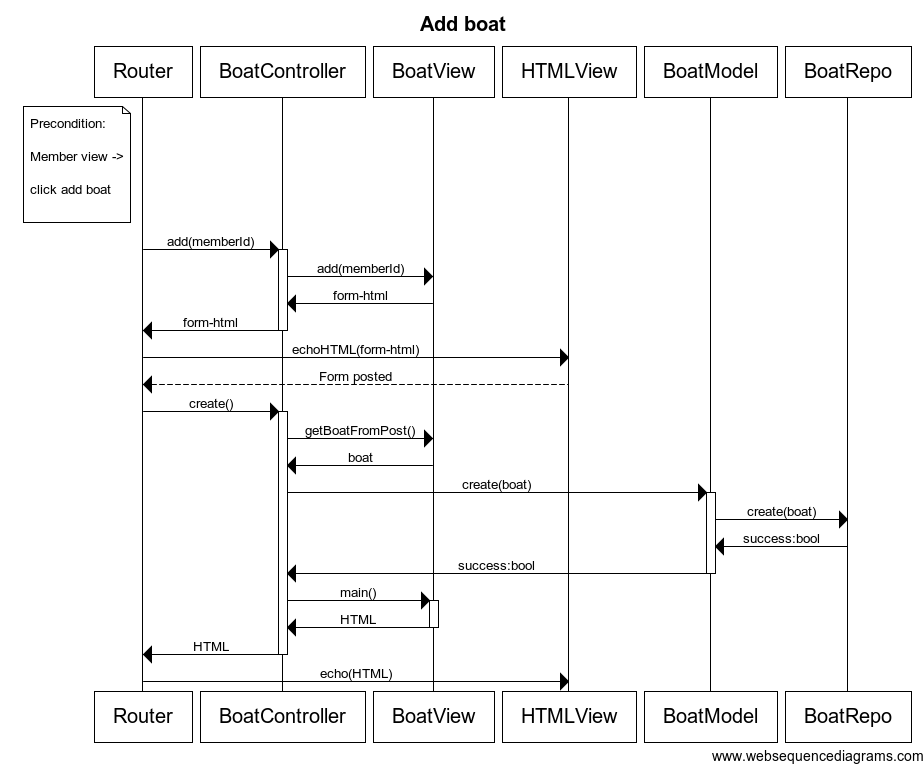 Add boat
Router
BoatController
BoatView
HTMLView
BoatModel
BoatRepo
Precondition:
Member view ->
click add boat
add(memberId)
add(memberId)
form-html
form-html
echoHTML(form-html)
Form posted
create()
getBoatFromPost()
boat
create(boat)
create(boat)
success:bool
success:bool
main()
HTML
HTML
echo(HTML)
Router
BoatController
BoatView
HTMLView
BoatModel
BoatRepo
www.websequencediagrams.com